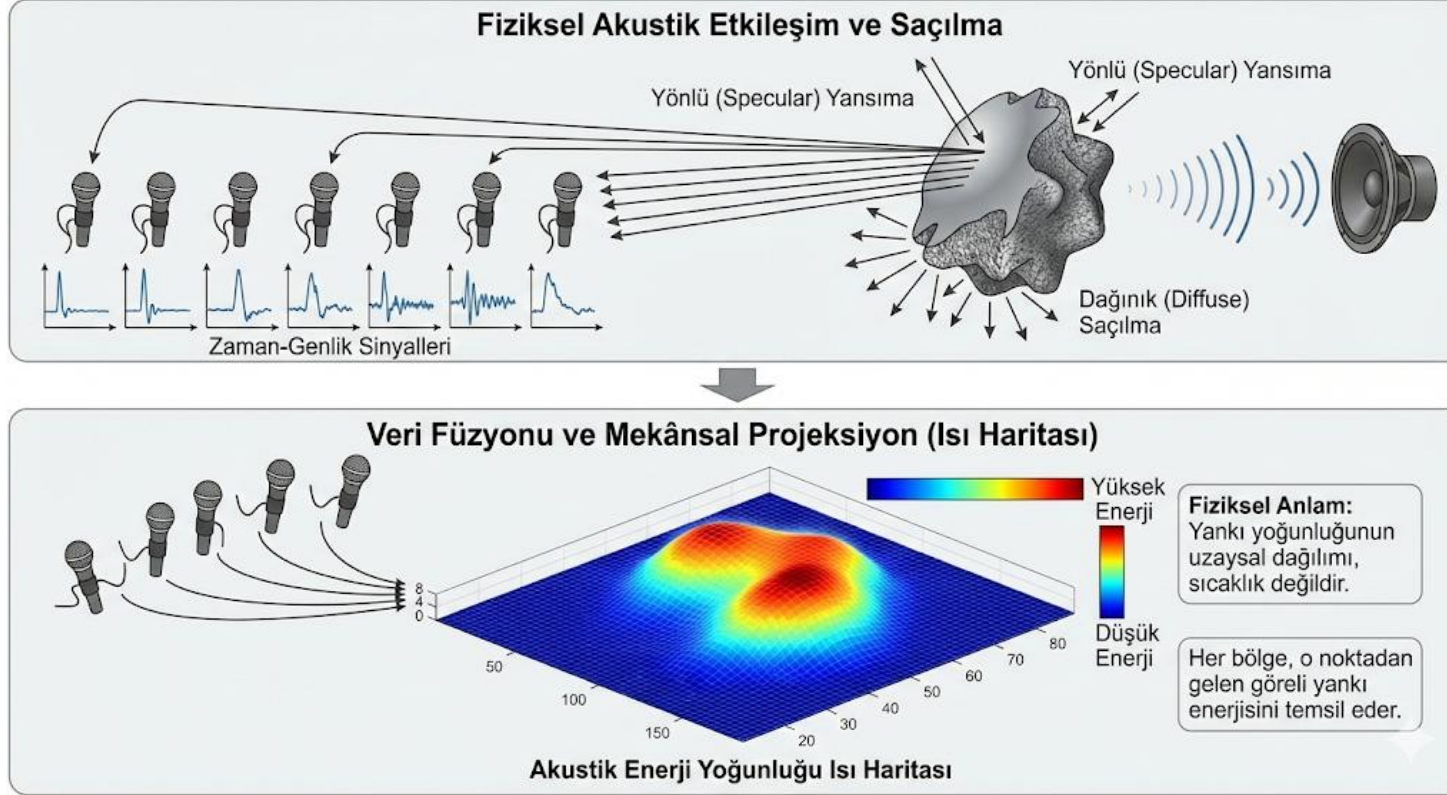 Fiziksel Akustik Etkileşim ve Saçılma
Yönlü (Specular) Yansıma
Yönlü (Specular) Yansıma
Dağınık (Diffuse)
Saçılma
Zaman-Genlik Sinyalleri
Veri Füzyonu ve Mekânsal Projeksiyon (Isı Haritası)
Yüksek
Enerji
Düşük
Enerji
Fiziksel Anlam:
Yankı yoğunluğunun
uzaysal dağılımı,
sıcaklık değildir.
Her bölge, o noktadan
gelen göreli yankı
enerjisini temsil eder.
8
4
0
50
100
150
20
30
40
50
60
70
80
Akustik Enerji Yoğunluğu Isı Haritası